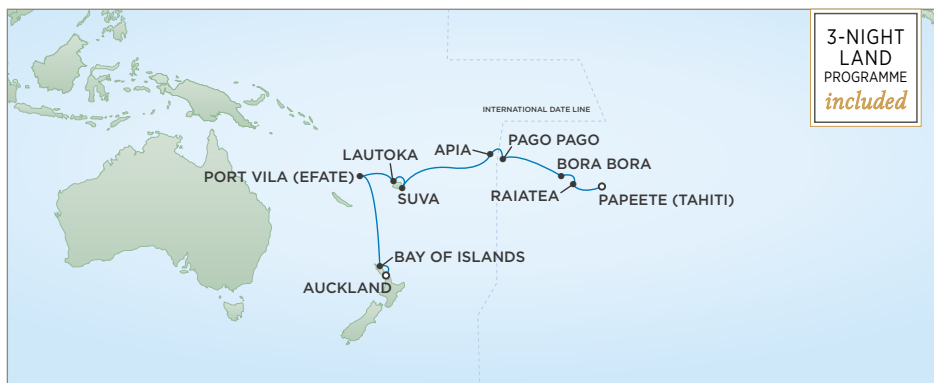 3-NIGHT
LAND
PROGRAMME
included
INTERNATIONAL DATE LINE
APIA
PAGO PAGO
LAUTOKA
BORA BORA
PORT VILA (EFATE)
SUVA
RAIATEA
PAPEETE (TAHITI)
BAY OF ISLANDS
AUCKLAND